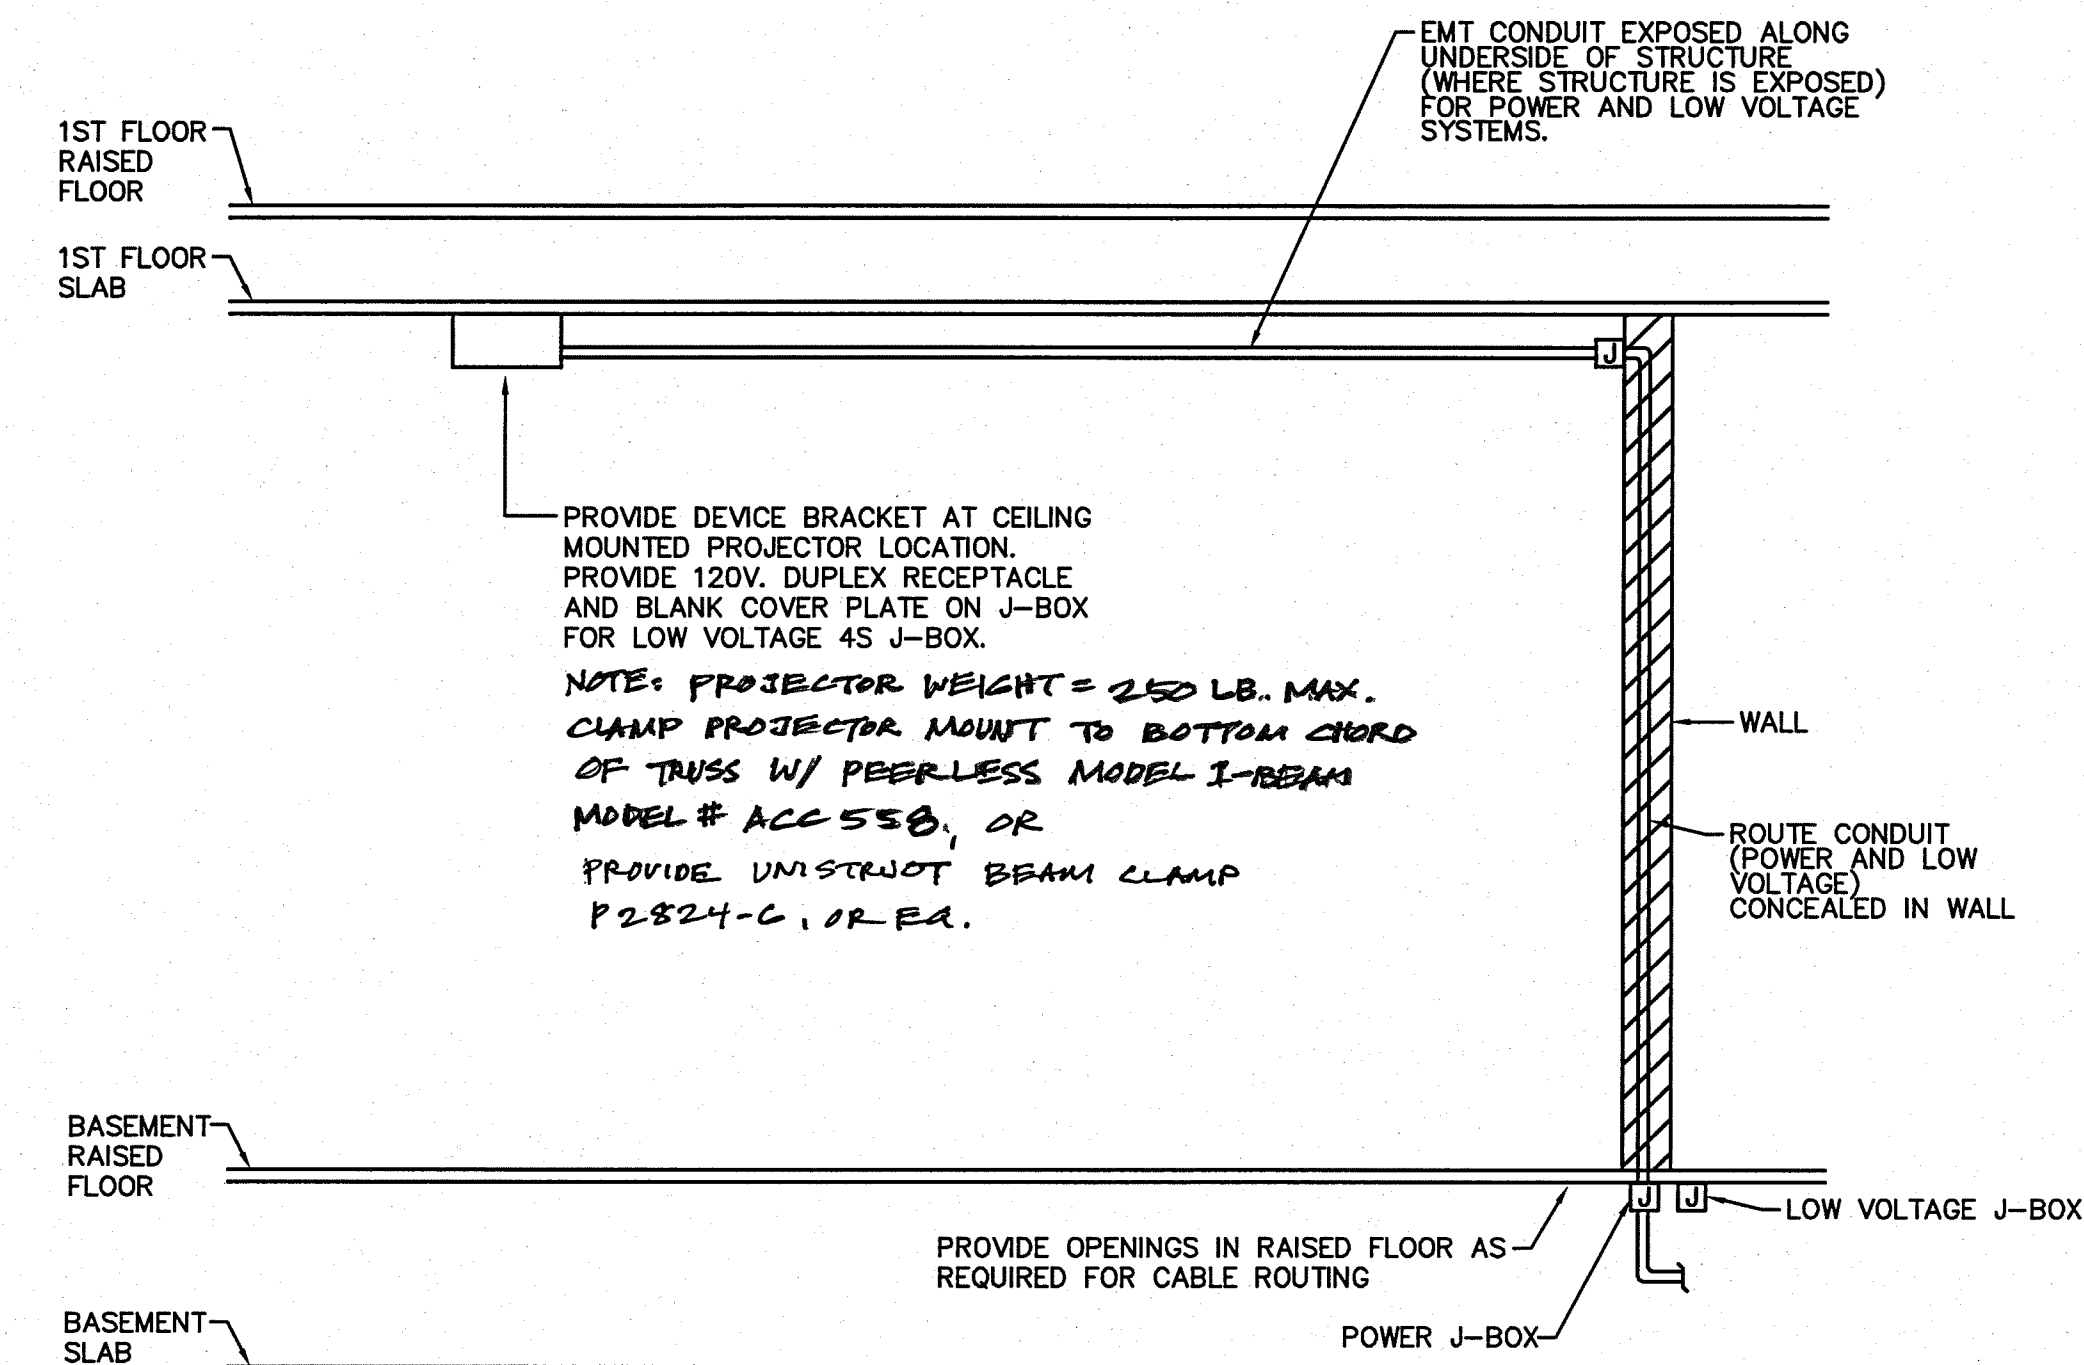 EMT CONDUIT EXPOSED ALONG
UNDERSIDE OF STRUCTURE
(WHERE STRUCTURE IS EXPOSED)
FOR POWER AND LOW VOLTAGE
SYSTEMS.
1ST FLOOR
RAISED
FLOOR
1ST FLOOR
SLAB
J
PROVIDE DEVICE BRACKET AT CEILING
MOUNTED PROJECTOR LOCATION.
PROVIDE 120V. DUPLEX RECEPTACLE
AND BLANK COVER PLATE ON J-BOX
FOR LOW VOLTAGE 4S J-BOX.
NOTE: PROJECTOR WEIGHT = 250 LB.. MAX.
CLAMP PROJECTOR MOUNT TO BOTTOM CHORD
OF TRUSS W/ PEERLESS MODEL I-BEAM
MODEL # ACC 558., OR
PROVIDE UNISTRUOT BEAM CLAMP
P2824-6, OR EQ.
WALL
ROUTE CONDUIT
(POWER AND LOW
VOLTAGE)
CONCEALED IN WALL
BASEMENT
RAISED
FLOOR
J J
LOW VOLTAGE J-BOX
PROVIDE OPENINGS IN RAISED FLOOR AS
REQUIRED FOR CABLE ROUTING
POWER J-BOX
BASEMENT
SLAB